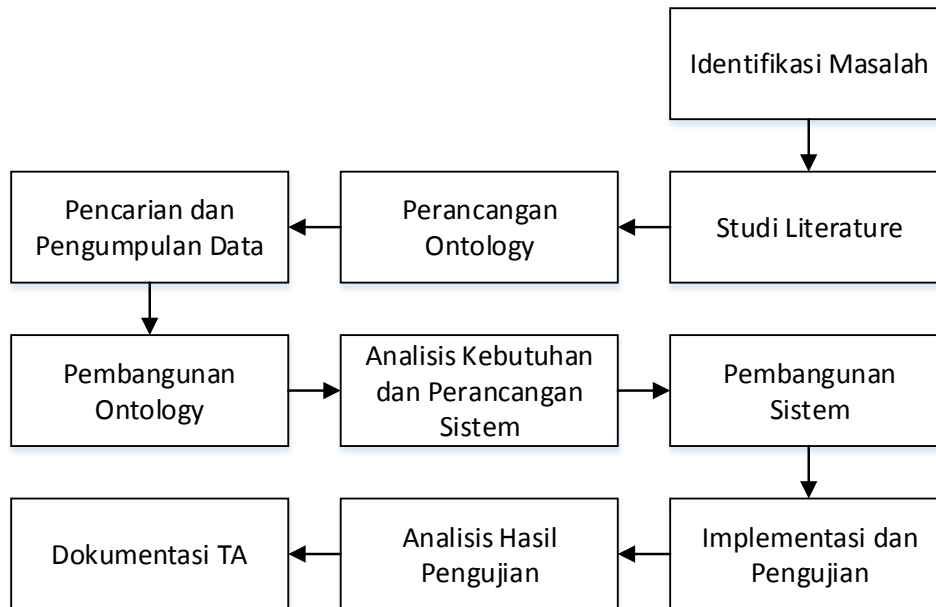 Identifikasi Masalah
Studi Literature
Perancangan
Ontology
Pencarian dan
Pengumpulan Data
Pembangunan
Ontology
Analisis Kebutuhan
dan Perancangan
Sistem
Pembangunan
Sistem
Implementasi dan
Pengujian
Analisis Hasil
Pengujian
Dokumentasi TA